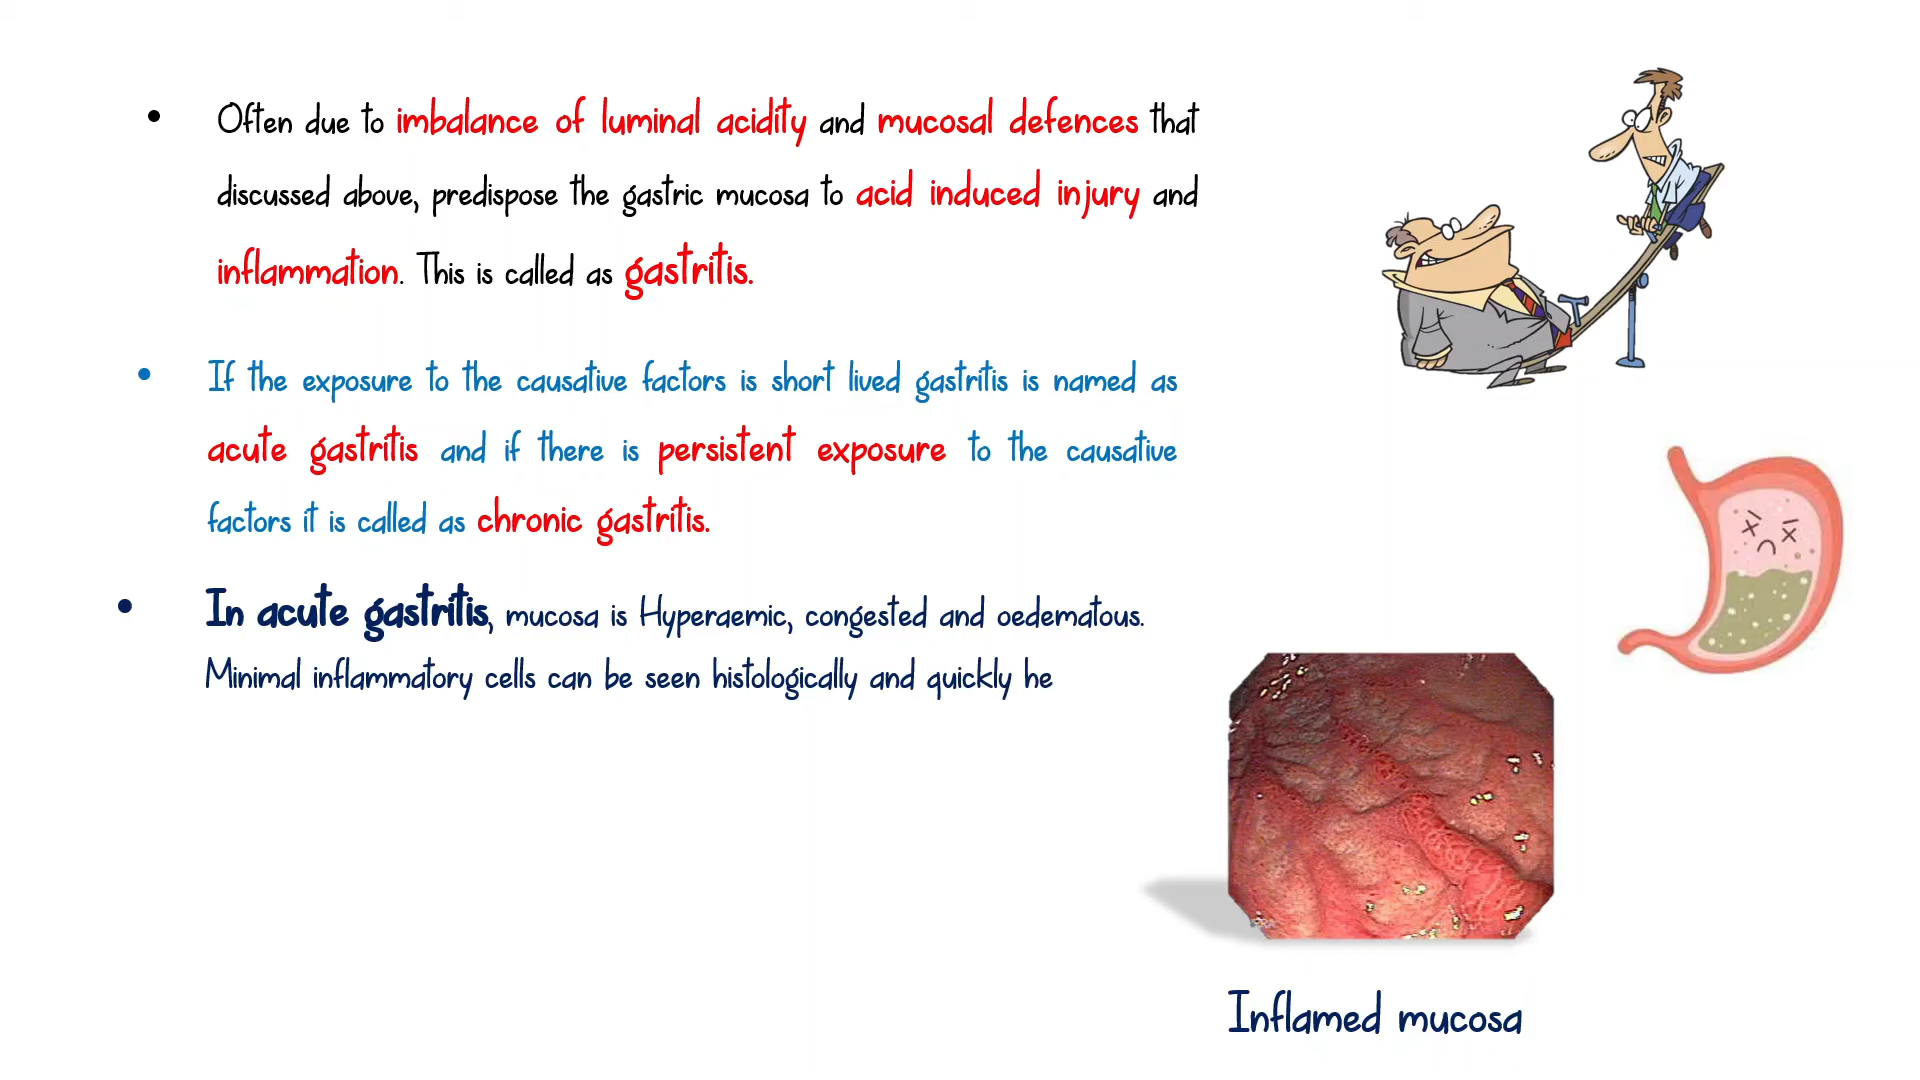 • Often due to imbalance of luminal acidity and mucosal defences that
discussed above, predispose the gastric mucosa to acid induced injury and
inflammation. This is called as gastritis.
• If the exposure to the causative factors is short lived gastritis is named as
acute gastritis and if there is persistent exposure to the causative
factors it is called as chronic gastritis.
• In acute gastritis, mucosa is Hyperaemic, congested and oedematous.
Minimal inflammatory cells can be seen histologically and quickly he
Inflamed mucosa